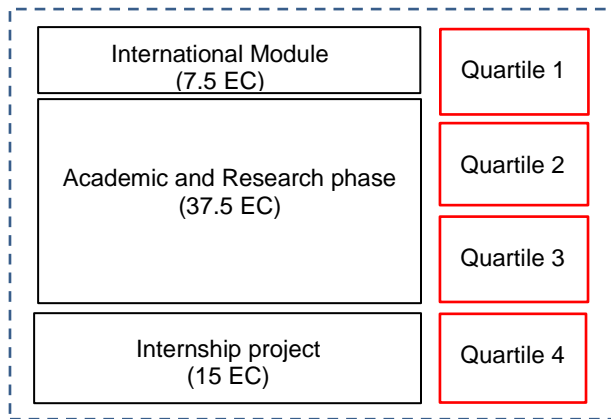 International Module
(7.5 EC)
Quartile 1
Academic and Research phase
(37.5 EC)
Quartile 2
Quartile 3
Internship project
(15 EC)
Quartile 4